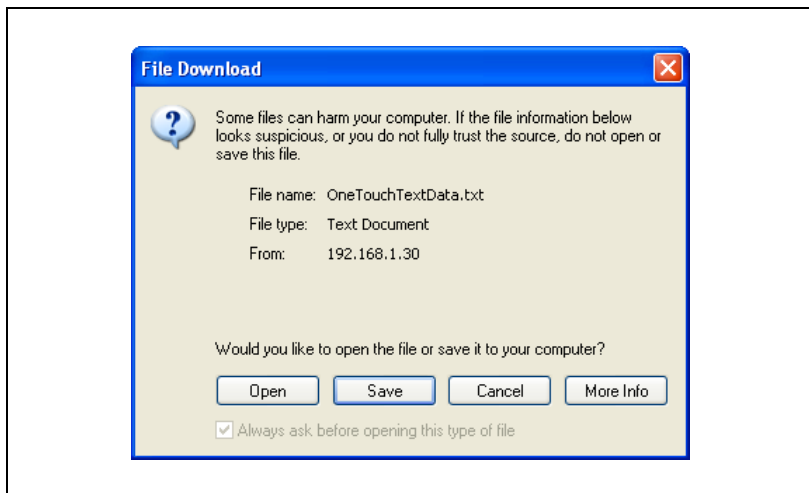 File Download
Some files can harm your computer. If the file information below
looks suspicious, or you do not fully trust the source, do not open or
save this file.
File name: OneTouchTextData.txt
File type: Text Document
From: 192.168.1.30
Would you like to open the file or save it to your computer?
Open Save Cancel More Info
Always ask before opening this type of file